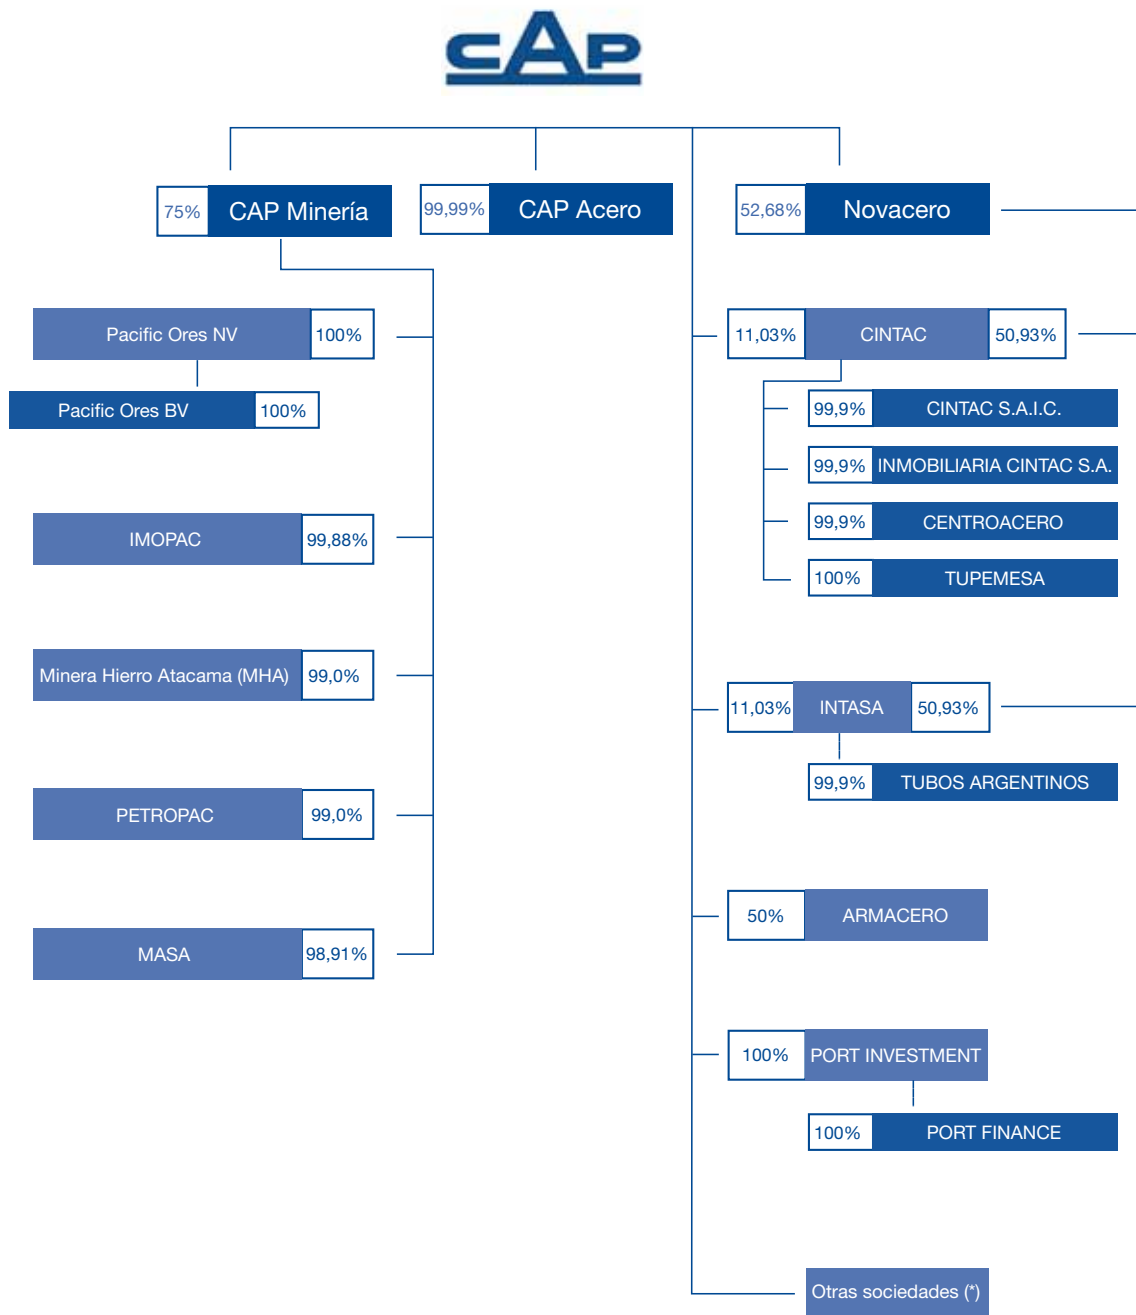 CAP
75% CAP Minería
99,99% CAP Acero
52,68% Novacero
Pacific Ores NV 100%
Pacific Ores BV 100%
IMOPAC 99,88%
Minera Hierro Atacama (MHA) 99,0%
PETROPAC 99,0%
MASA 98,91%
11,03% CINTAC 50,93%
99,9% CINTAC S.A.I.C.
99,9% INMOBILIARIA CINTAC S.A.
99,9% CENTROACERO
100% TUPEMESA
11,03% INTASA 50,93%
99,9% TUBOS ARGENTINOS
50% ARMACERO
100% PORT INVESTMENT
100% PORT FINANCE
Otras sociedades (*)